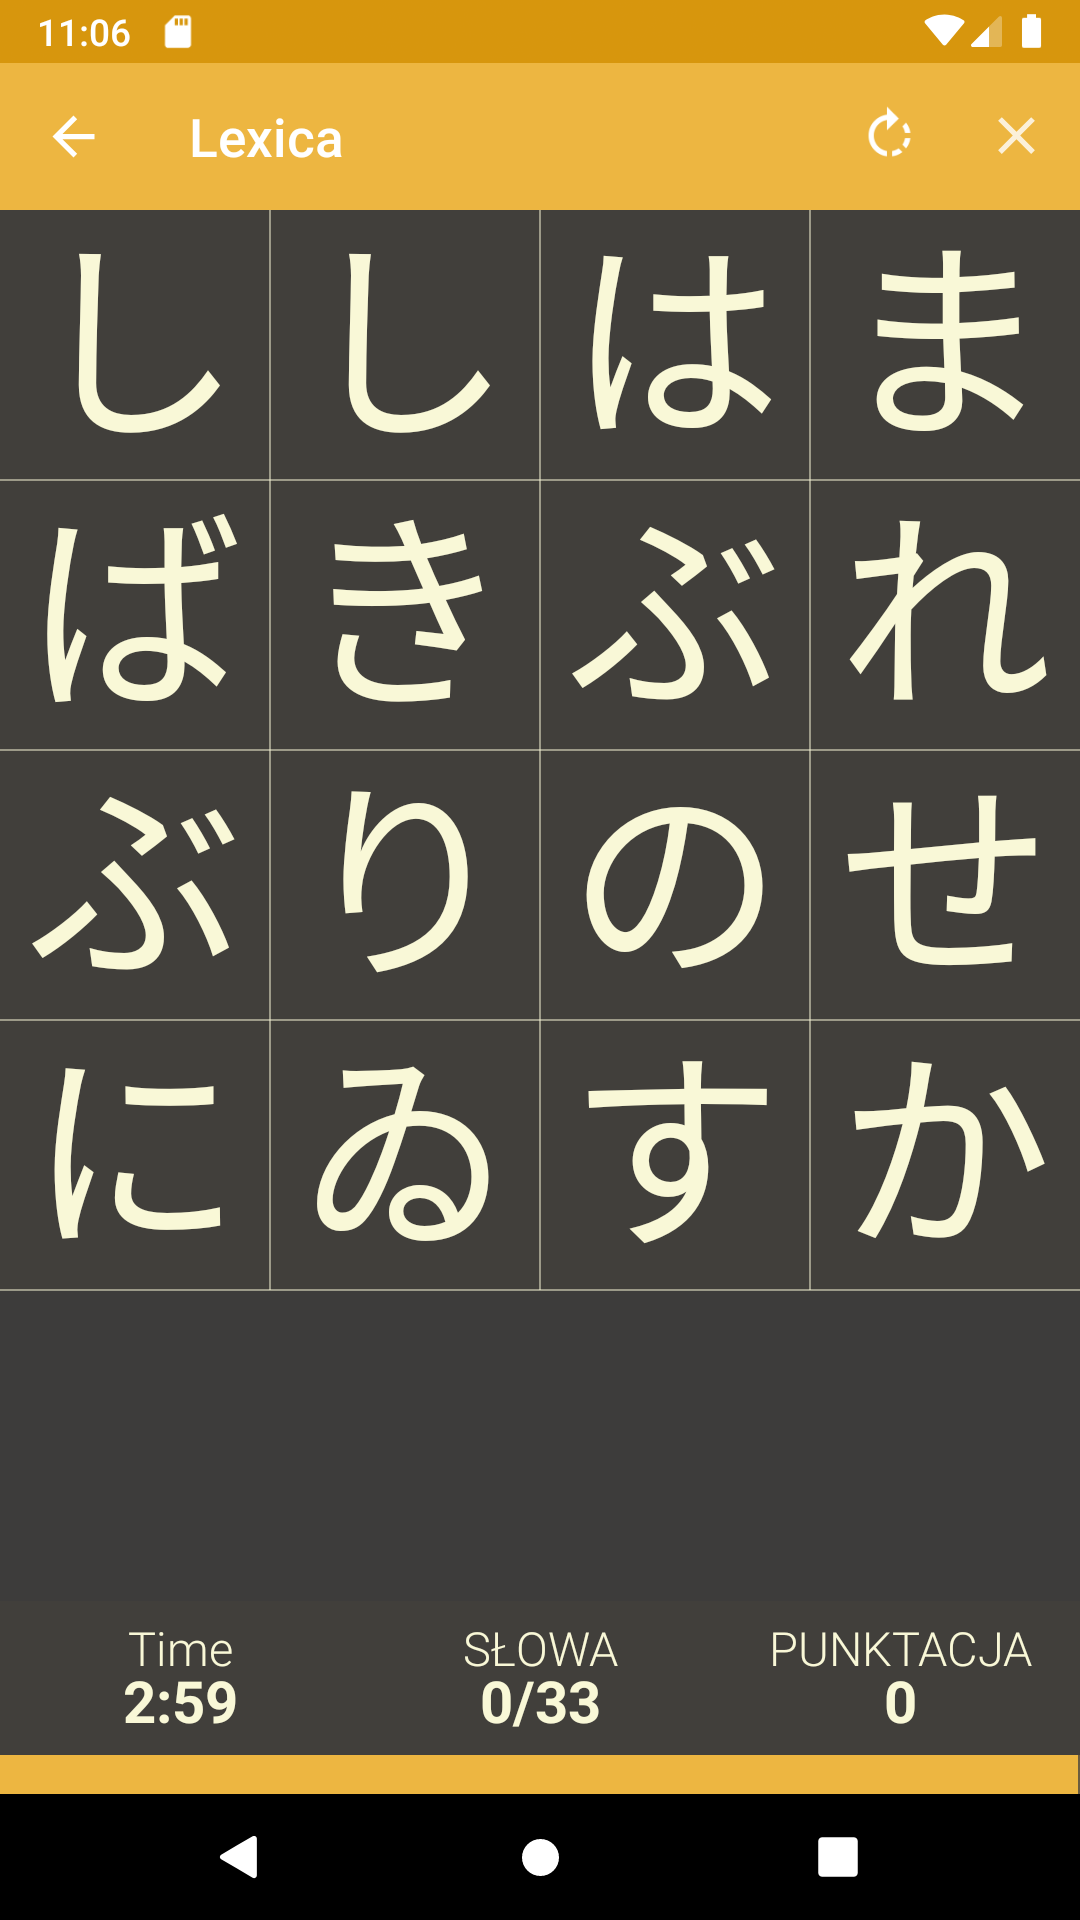 11:06
Lexica
し し は ま
ば き ぶ れ
ぶ り の せ
に ゐ す か
Time SŁOWA PUNKTACJA
2:59 0/33 0